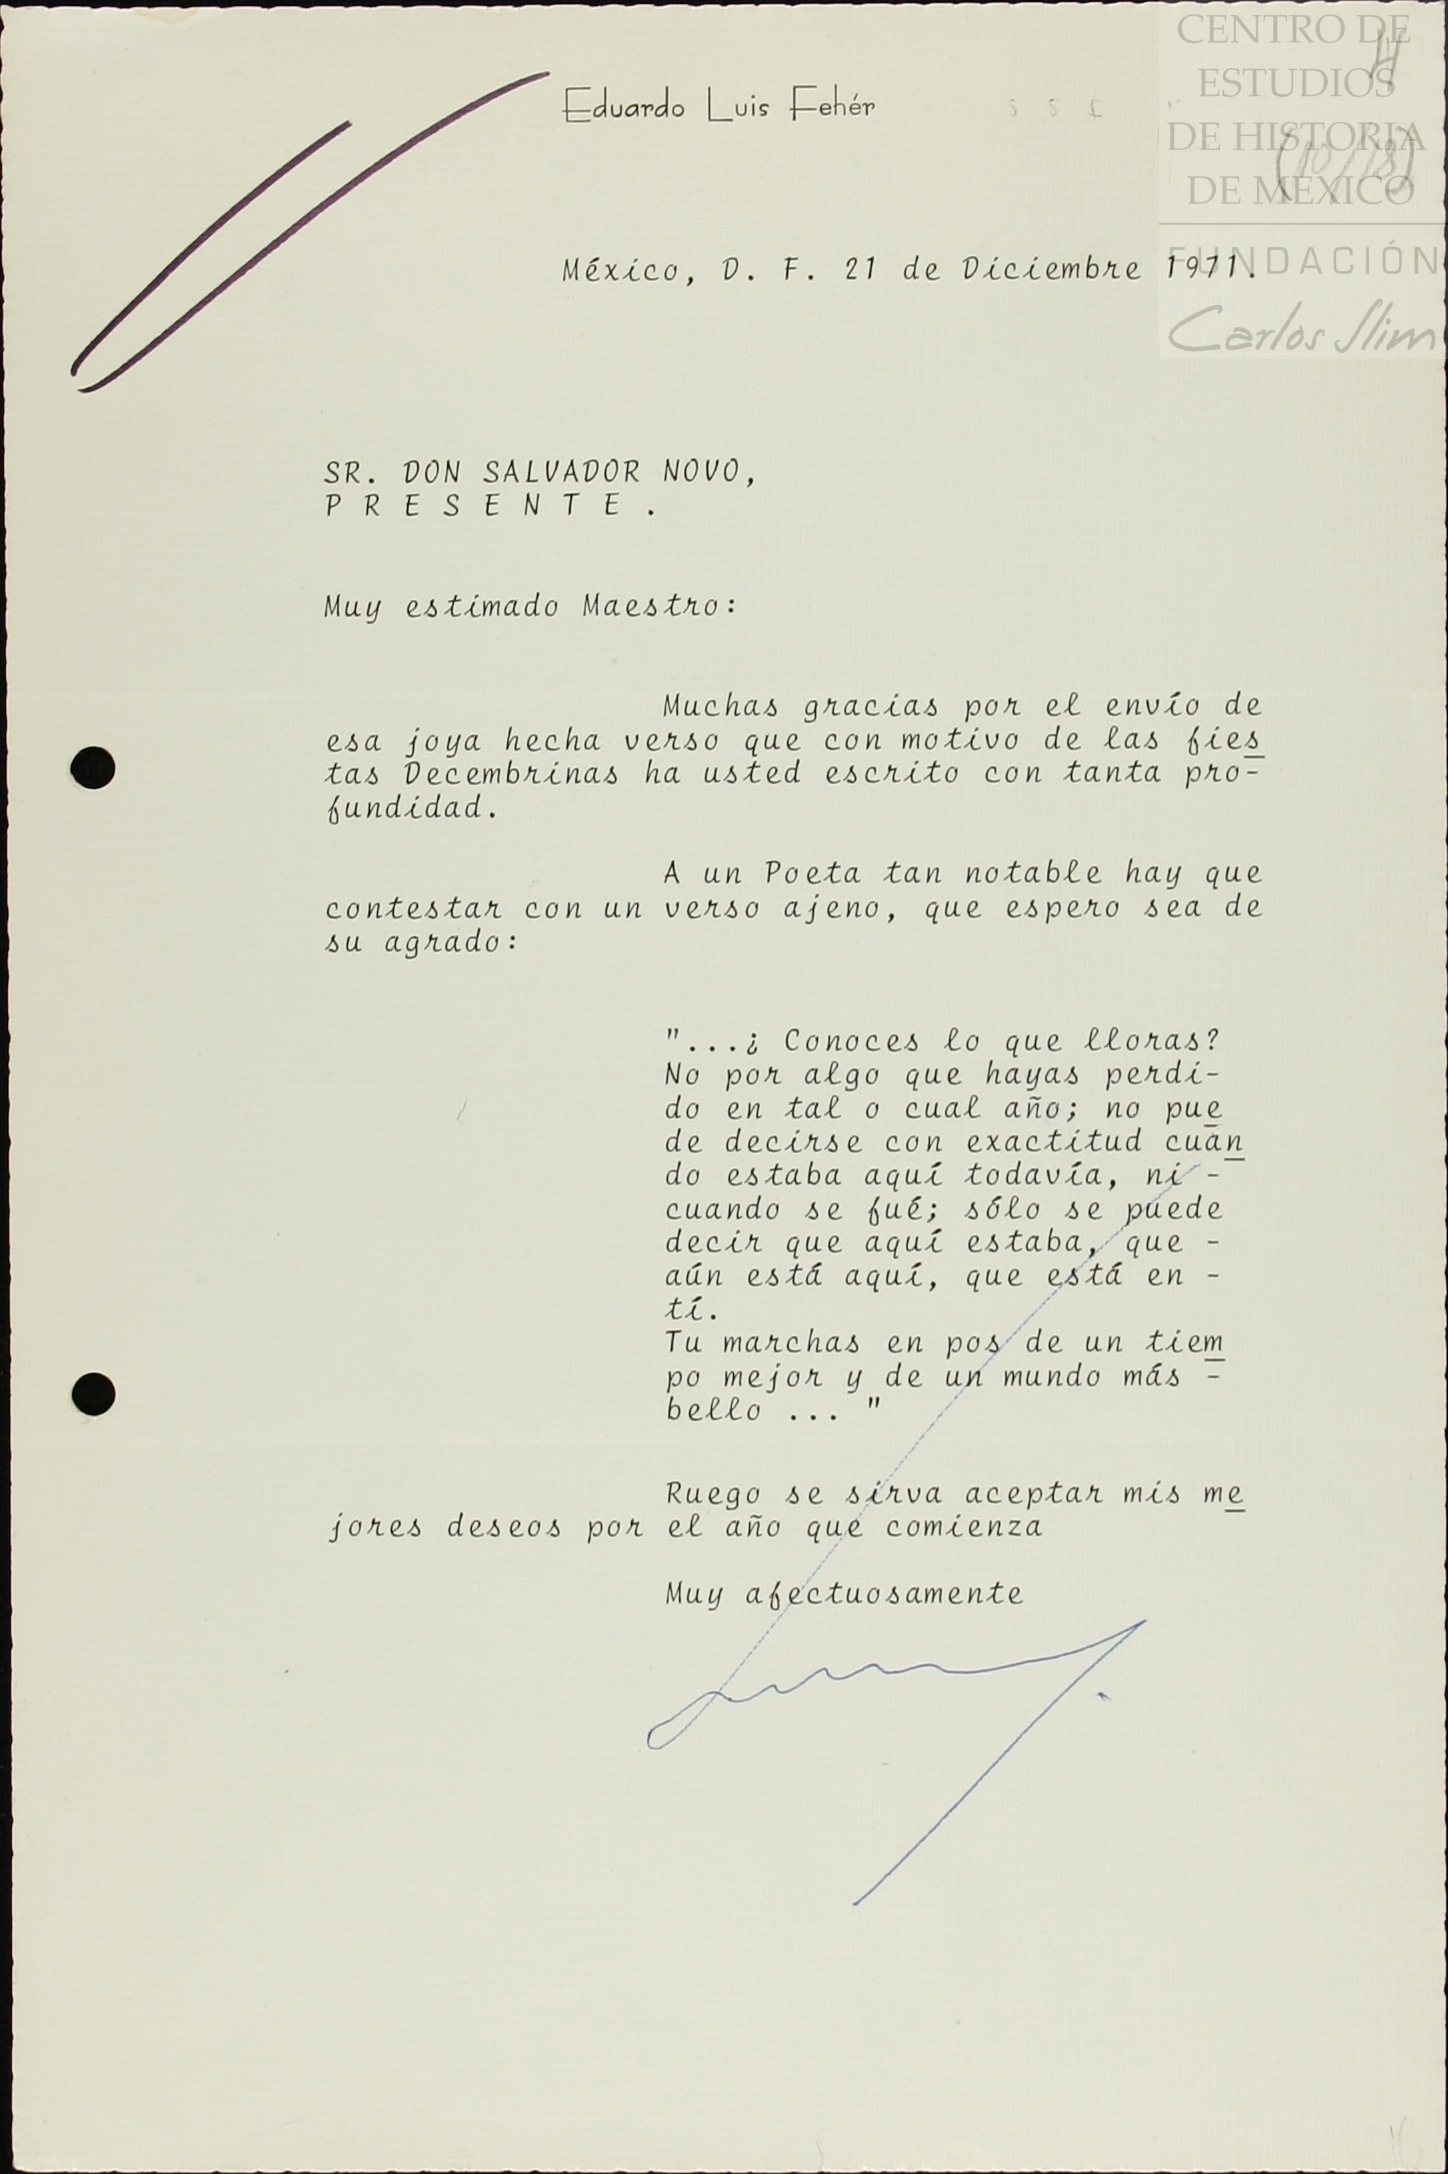 CENTRO DE
ESTUDIOS
DE HISTORIA
DE MÉXICO
FUNDACIÓN
Carlos Slim
H
(10/18)
Eduardo Luis Fehér
México, D. F. 21 de Diciembre 1971.
SR. DON SALVADOR NOVO,
P R E S E N T E .
Muy estimado Maestro:
Muchas gracias por el envío de
esa joya hecha verso que con motivo de las fies
tas Decembrinas ha usted escrito con tanta pro-
fundidad.
A un Poeta tan notable hay que
contestar con un verso ajeno, que espero sea de
su agrado:
"...¿ Conoces lo que lloras?
No por algo que hayas perdi-
do en tal o cual año; no pue
de decirse con exactitud cuán
do estaba aquí todavía, ni -
cuando se fué; sólo se puede
decir que aquí estaba, que -
aún está aquí, que está en -
tí.
Tu marchas en pos de un tiem
po mejor y de un mundo más -
bello ... "
Ruego se sirva aceptar mis me
jores deseos por el año que comienza
Muy afectuosamente